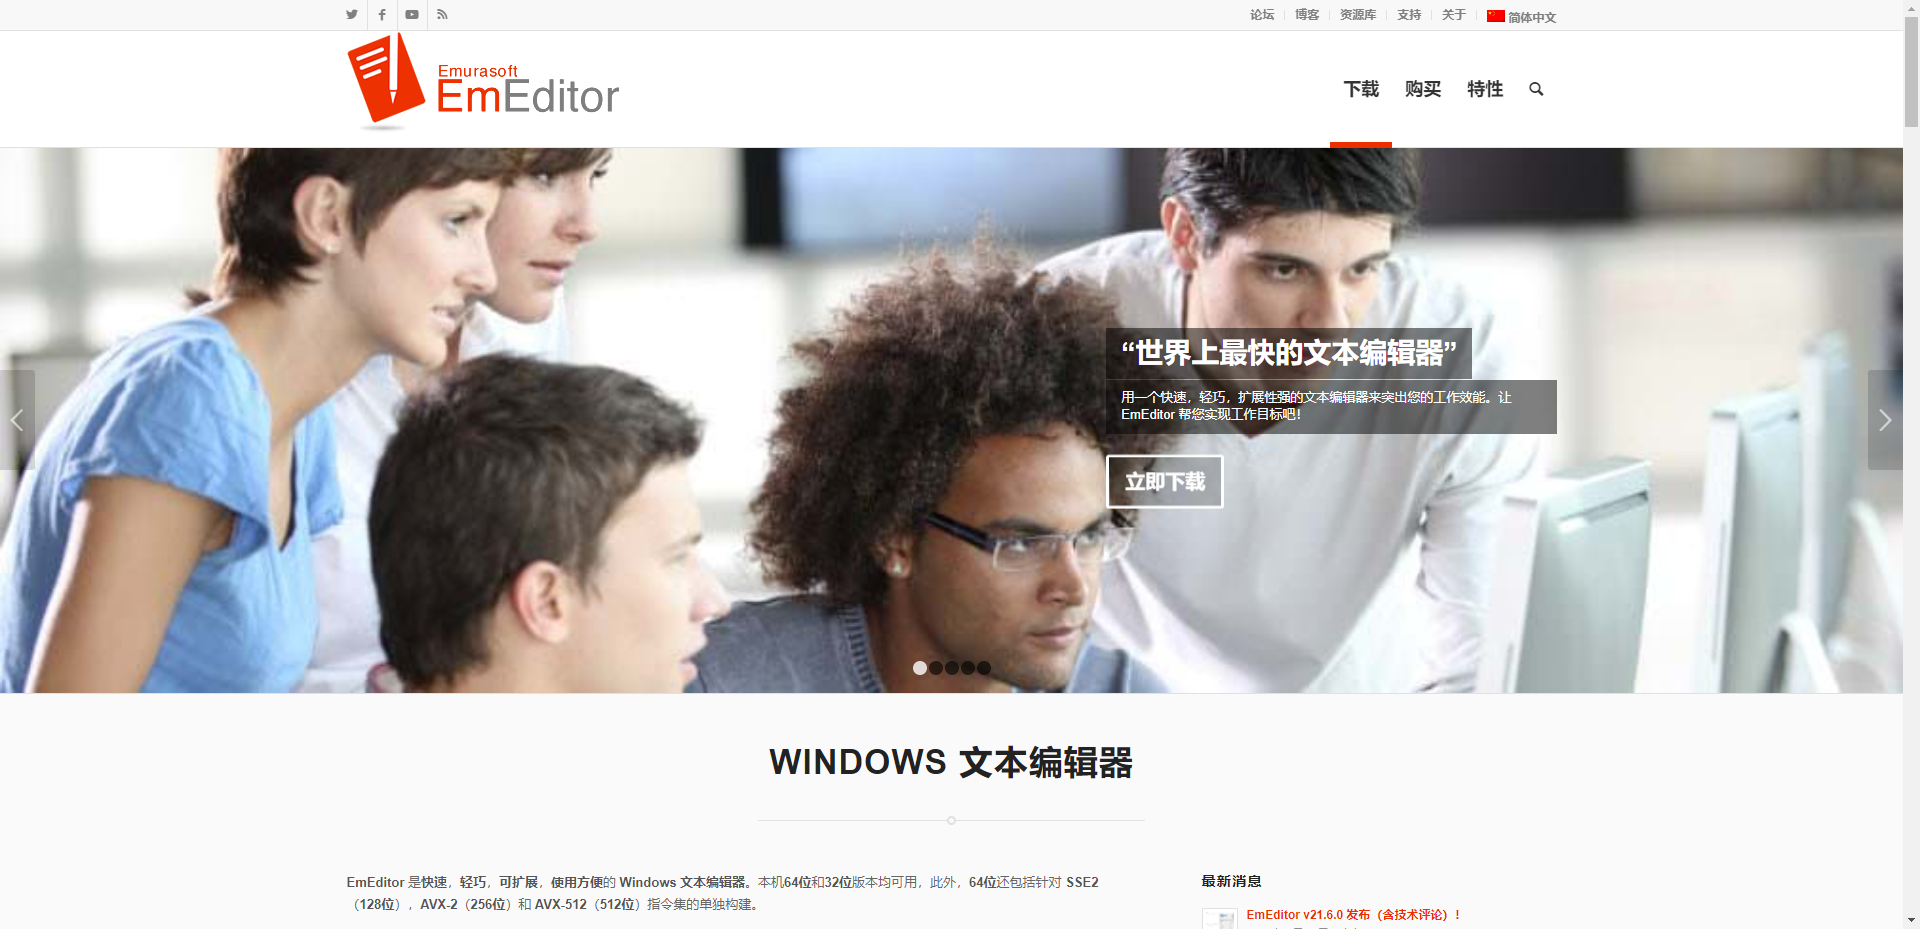 论坛 博客 资源库 支持 关于 简体中文
Emurasoft
EmEditor
下载 购买 特性
“世界上最快的文本编辑器”
用一个快速，轻巧，扩展性强的文本编辑器来突出您的工作效能。让
EmEditor 帮您实现工作目标吧！
立即下载
WINDOWS 文本编辑器
EmEditor 是快速，轻巧，可扩展，使用方便的 Windows 文本编辑器。本机64位和32位版本均可用，此外，64位还包括针对 SSE2
（128位），AVX-2（256位）和 AVX-512（512位）指令集的单独构建。
最新消息
EmEditor v21.6.0 发布（含技术评论）！